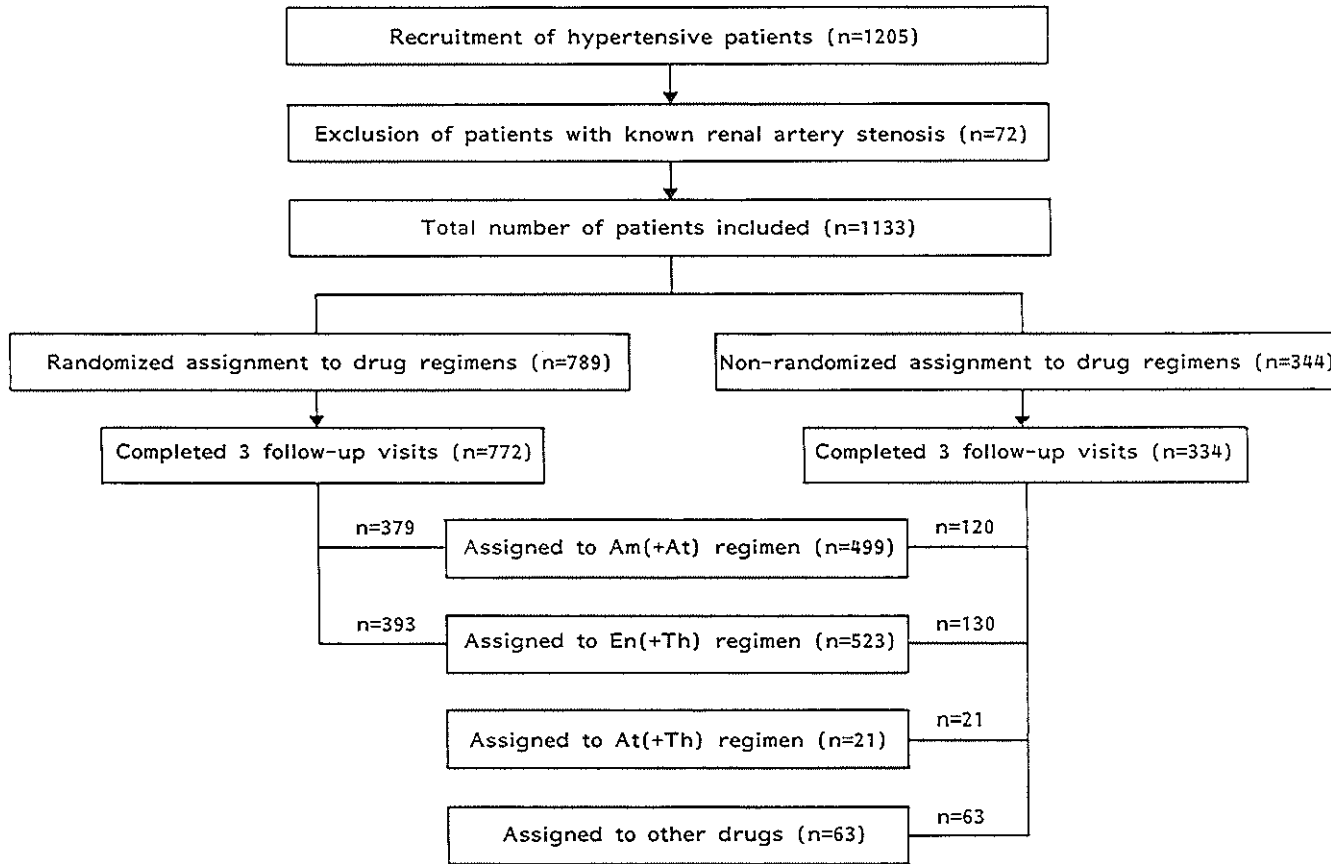 Recruitment of hypertensive patients (n=1205)
Exclusion of patients with known renal artery stenosis (n=72)
Total number of patients included (n=1133)
Randomized assignment to drug regimens (n=789)
Non-randomized assignment to drug regimens (n=344)
Completed 3 follow-up visits (n=772)
Completed 3 follow-up visits (n=334)
n=379
Assigned to Am(+At) regimen (n=499)
n=120
n=393
Assigned to En(+Th) regimen (n=523)
n=130
Assigned to At(+Th) regimen (n=21)
n=21
Assigned to other drugs (n=63)
n=63